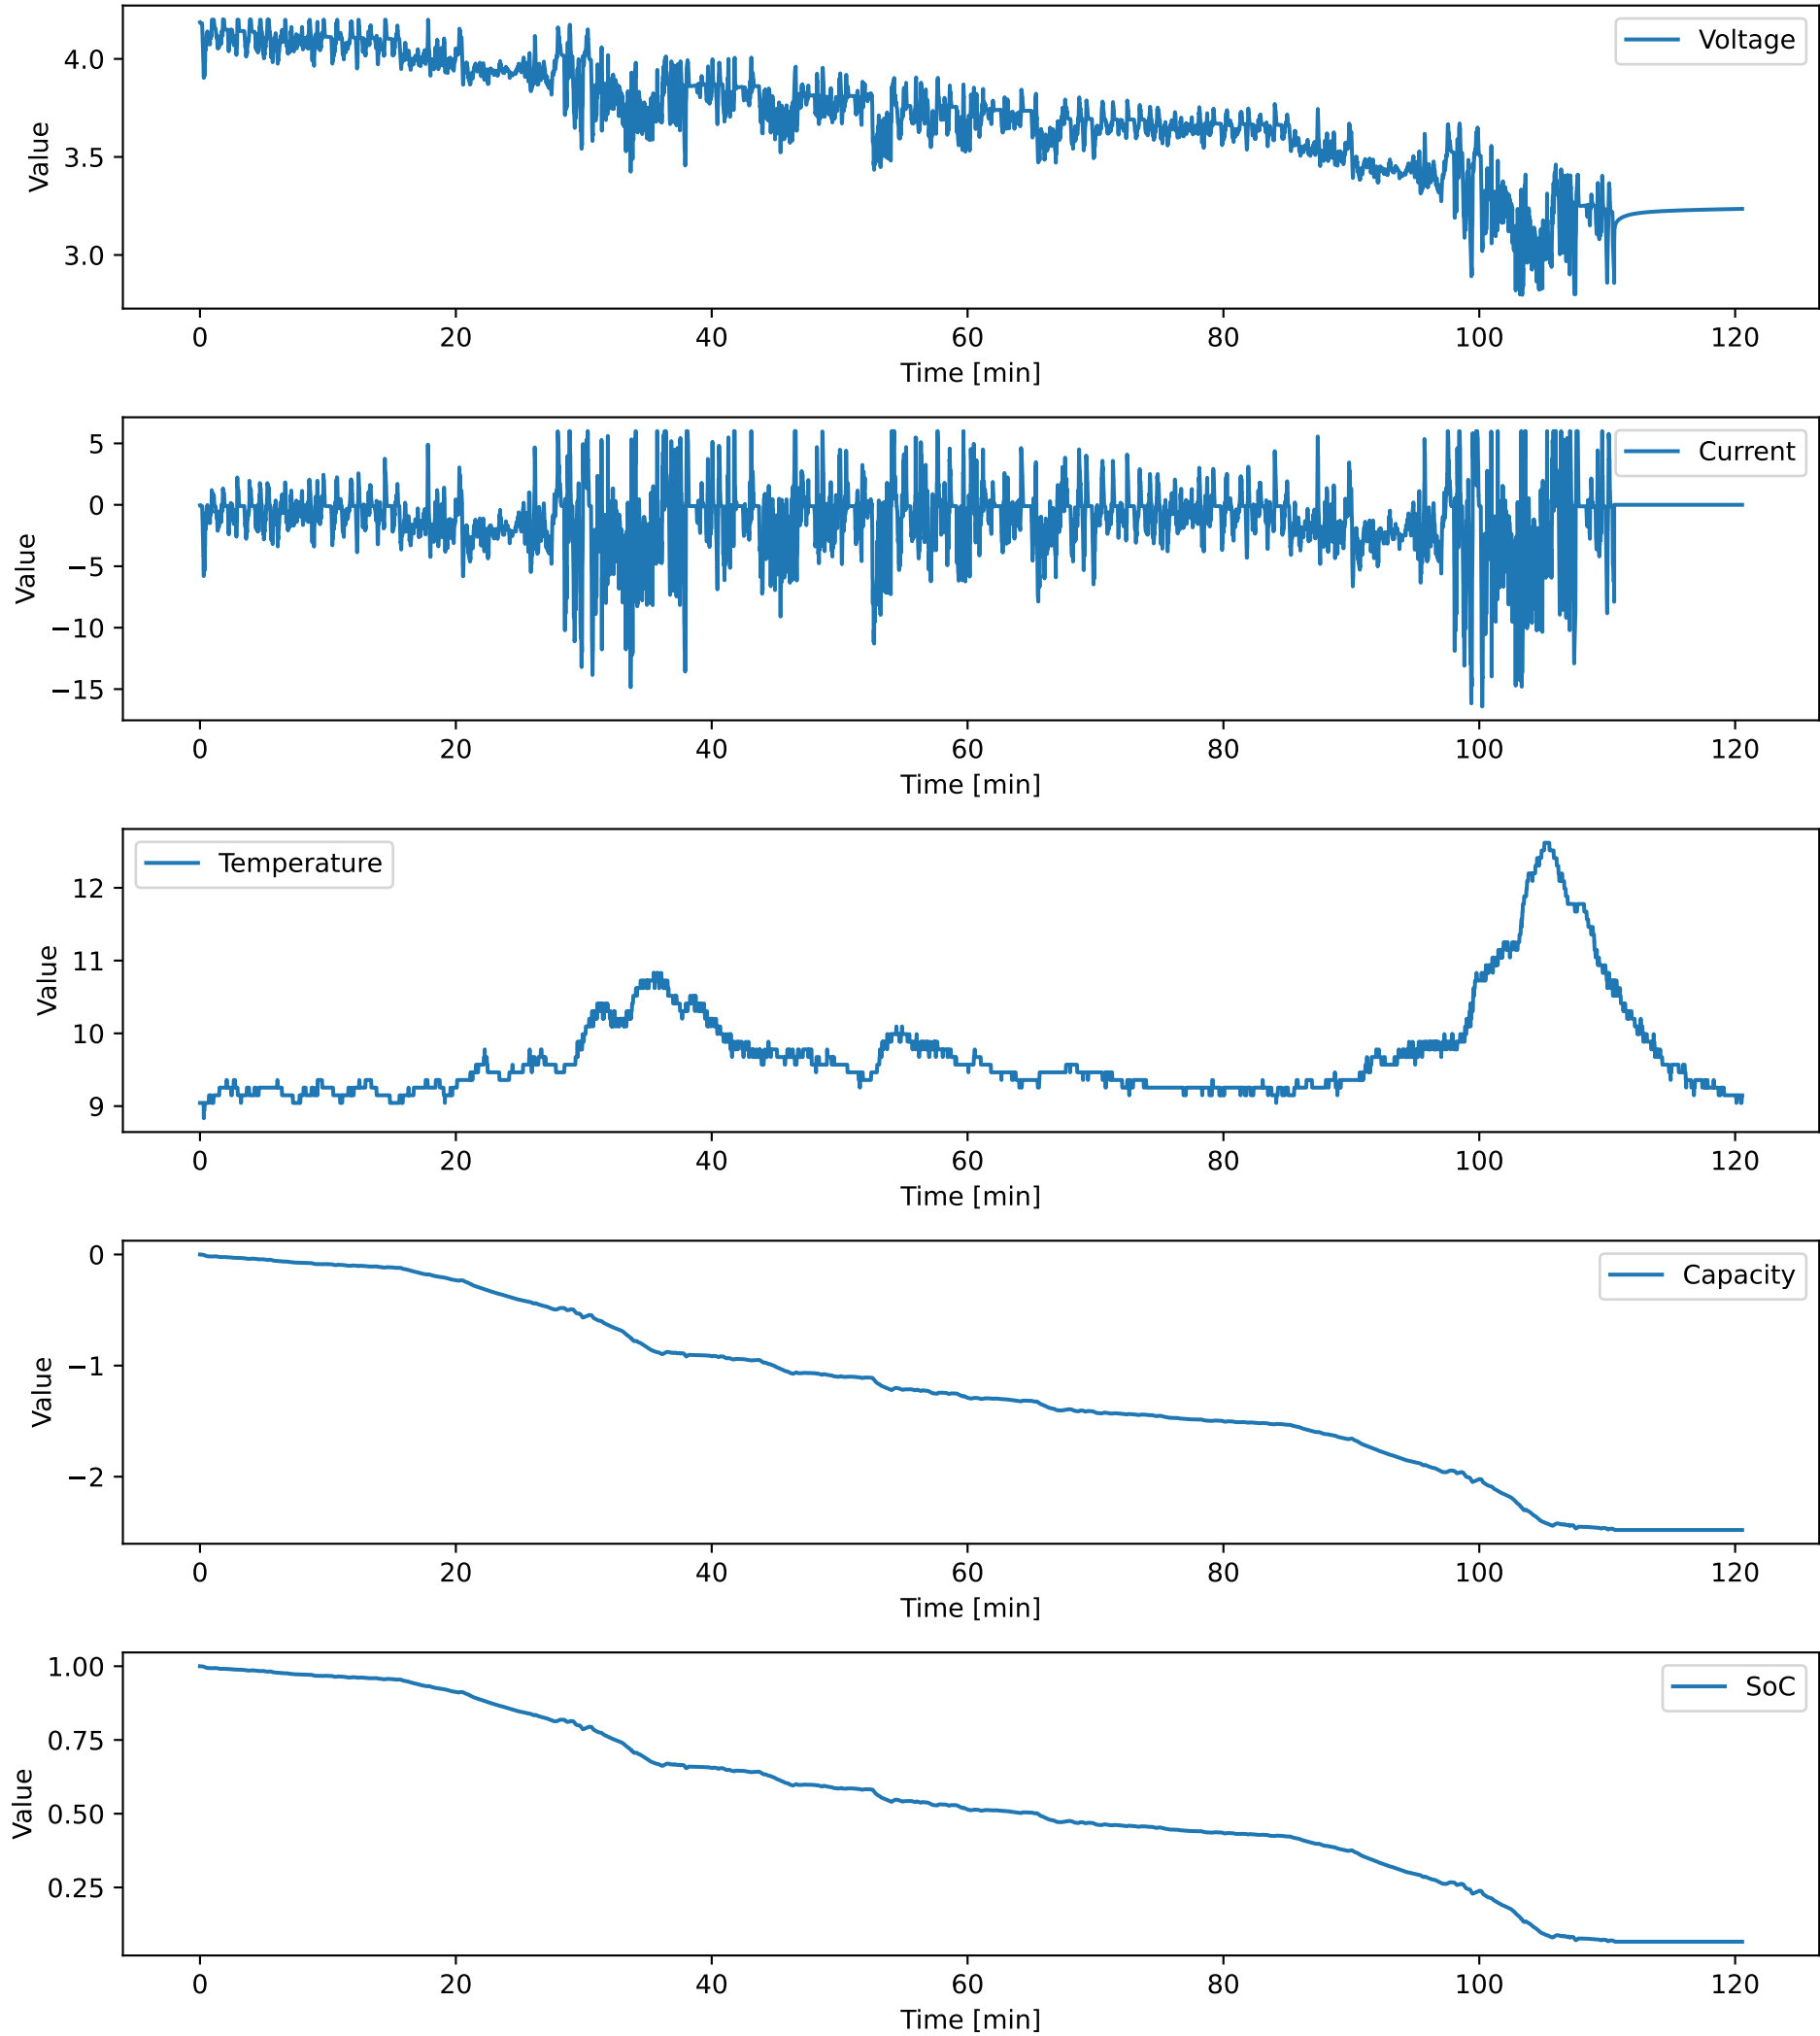 Voltage
4.0
3.5
3.0
Value
0 20 40 60 80 100 120
Time [min]
Current
5
0
−5
−10
−15
Value
0 20 40 60 80 100 120
Time [min]
Temperature
12
11
10
9
Value
0 20 40 60 80 100 120
Time [min]
Capacity
0
−1
−2
Value
0 20 40 60 80 100 120
Time [min]
SoC
1.00
0.75
0.50
0.25
Value
0 20 40 60 80 100 120
Time [min]